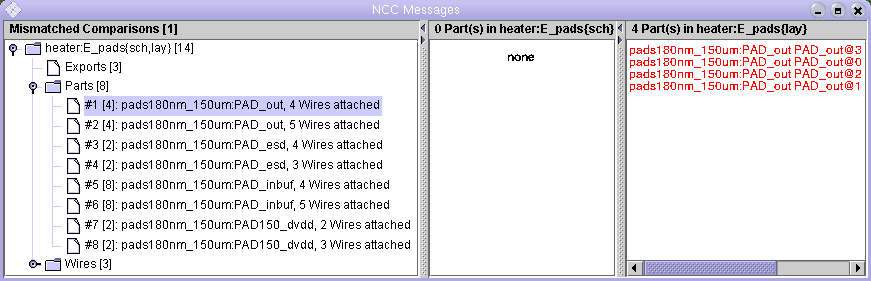 NCC Messages
Mismatched Comparisons [1]
heater:E_pads{sch,lay} [14]
Exports [3]
Parts [8]
#1 [4]: pads180nm_150um:PAD_out, 4 Wires attached
#2 [4]: pads180nm_150um:PAD_out, 5 Wires attached
#3 [2]: pads180nm_150um:PAD_esd, 4 Wires attached
#4 [2]: pads180nm_150um:PAD_esd, 3 Wires attached
#5 [8]: pads180nm_150um:PAD_inbuf, 4 Wires attached
#6 [8]: pads180nm_150um:PAD_inbuf, 5 Wires attached
#7 [2]: pads180nm_150um:PAD150_dvdd, 2 Wires attached
#8 [2]: pads180nm_150um:PAD150_dvdd, 3 Wires attached
Wires [3]
0 Part(s) in heater:E_pads{sch}
none
4 Part(s) in heater:E_pads{lay}
pads180nm_150um:PAD_out PAD_out@3
pads180nm_150um:PAD_out PAD_out@0
pads180nm_150um:PAD_out PAD_out@2
pads180nm_150um:PAD_out PAD_out@1